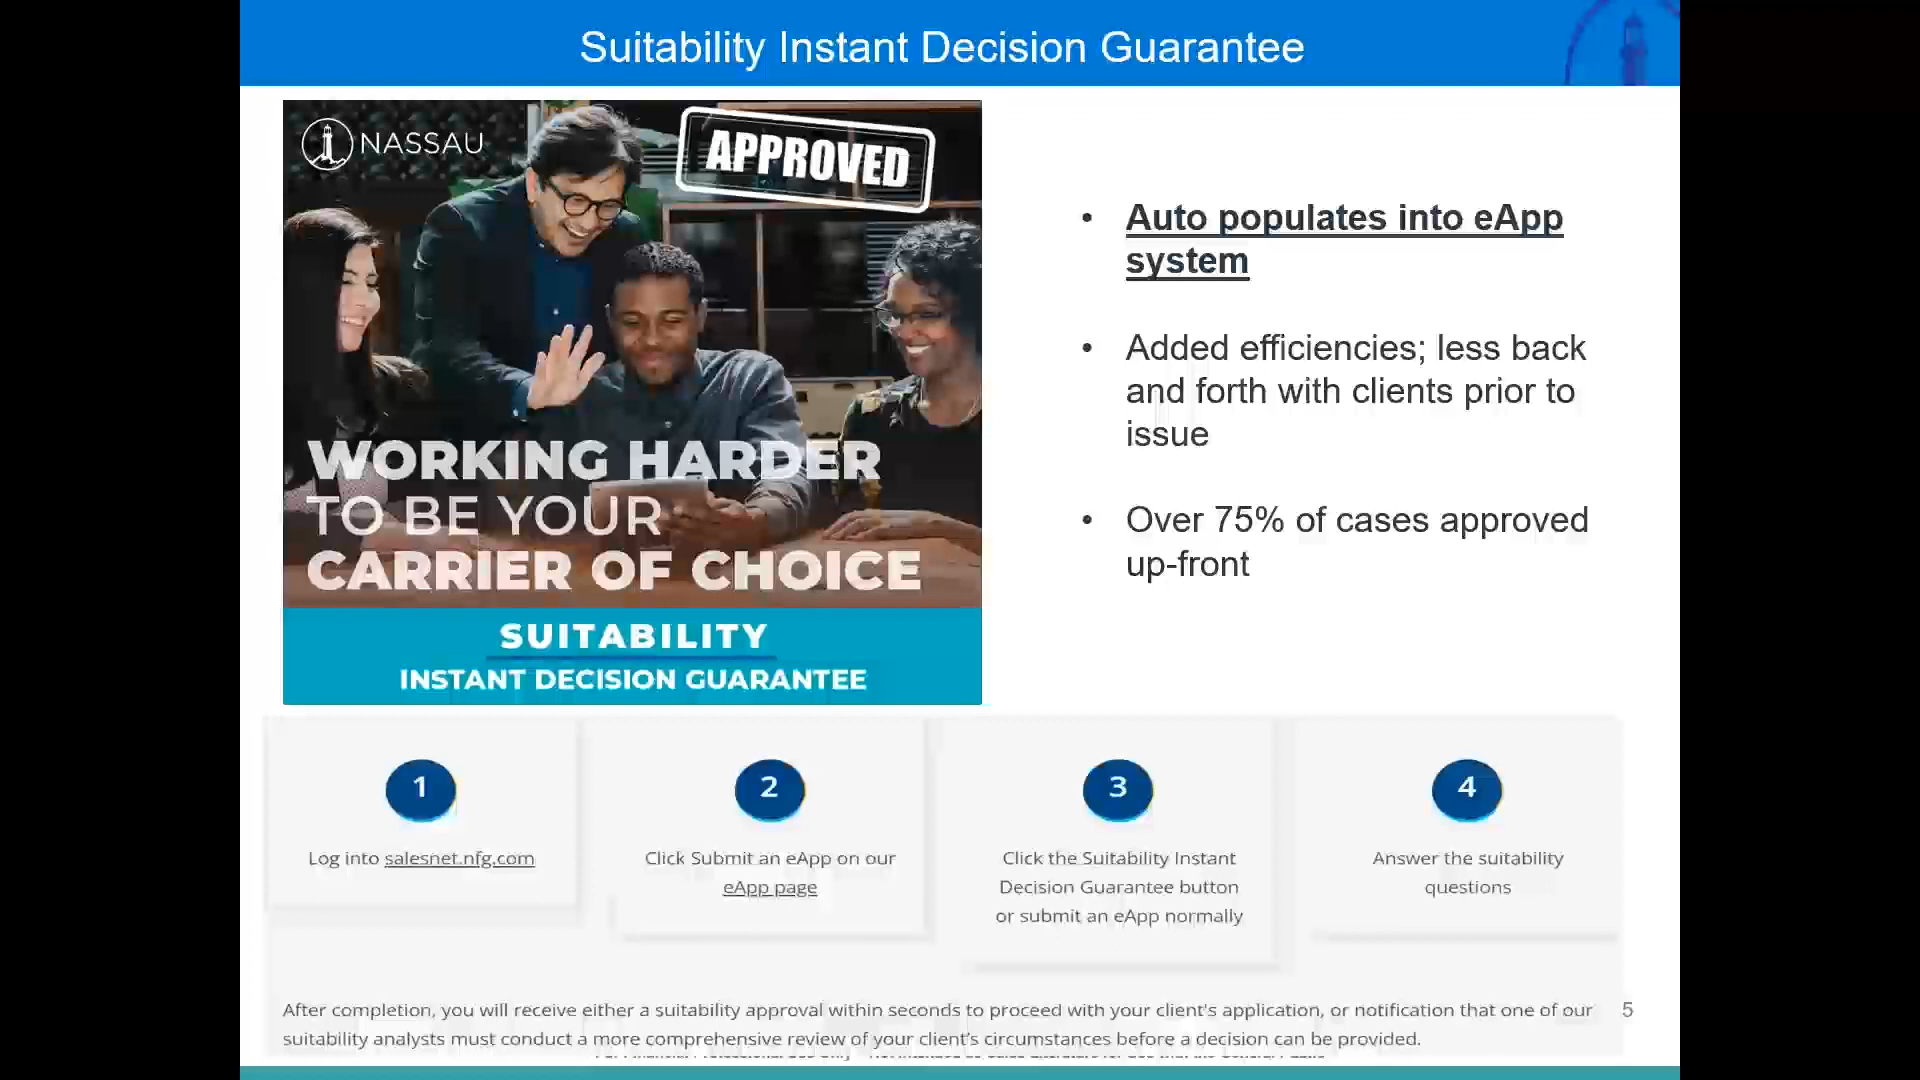 Suitability Instant Decision Guarantee
NASSAU
APPROVED
WORKING HARDER
TO BE YOUR
CARRIER OF CHOICE
SUITABILITY
INSTANT DECISION GUARANTEE
• Auto populates into eApp
system
• Added efficiencies; less back
and forth with clients prior to
issue
• Over 75% of cases approved
up-front
1
Log into salesnet.nfg.com
2
Click Submit an eApp on our
eApp page
3
Click the Suitability Instant
Decision Guarantee button
or submit an eApp normally
4
Answer the suitability
questions
After completion, you will receive either a suitability approval within seconds to proceed with your client's application, or notification that one of our
suitability analysts must conduct a more comprehensive review of your client's circumstances before a decision can be provided.
5